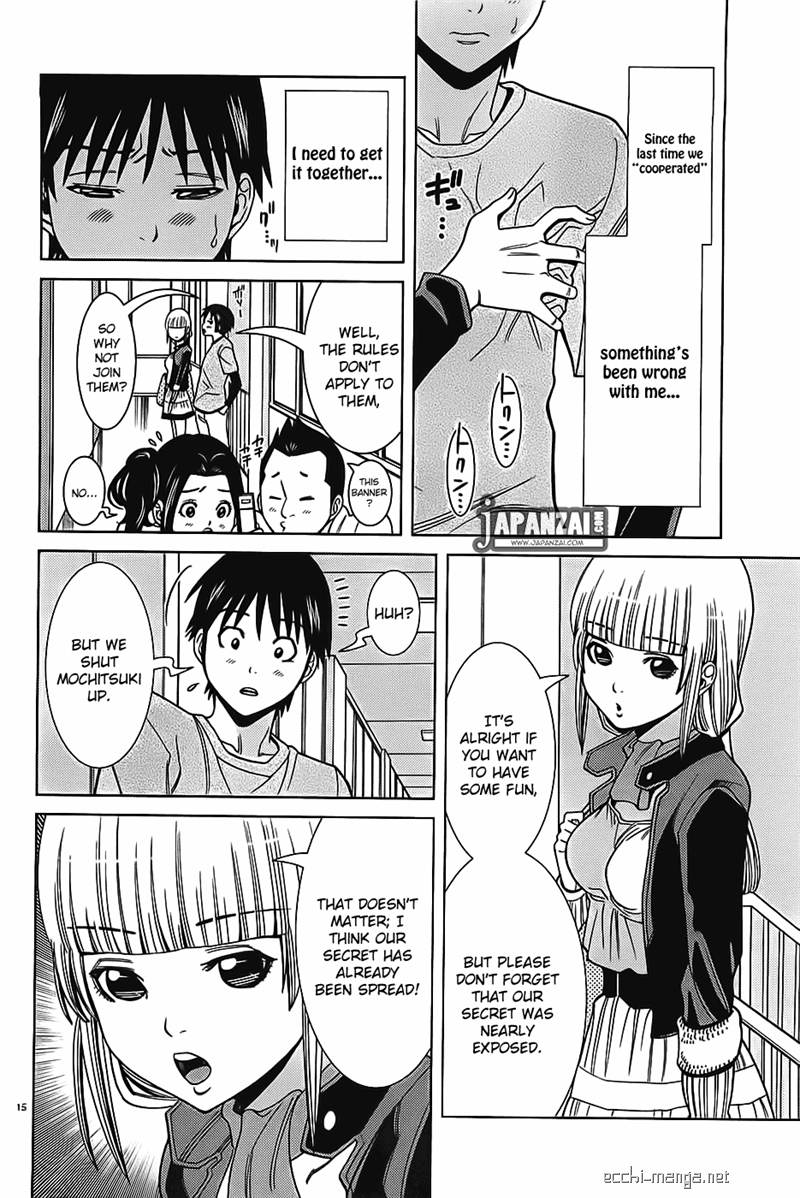 Since the
last time we
"cooperated"
ギュ...
something's
been wrong
with me...
トクン...
トクン...
I need to get
it together...
ボソ...
WELL,
THE RULES
DON'T
APPLY TO
THEM,
SO
WHY
NOT
JOIN
THEM?
THIS
BANNER?
NO...
JAPANZAI.COM
WWW.JAPANZAI.COM
IT'S
ALRIGHT IF
YOU WANT
TO HAVE
SOME FUN,
BUT PLEASE
DON'T FORGET
THAT OUR
SECRET WAS
NEARLY
EXPOSED.
HUH?
BUT WE
SHUT
MOCHITSUKI
UP.
THAT DOESN'T
MATTER; I
THINK OUR
SECRET HAS
ALREADY
BEEN SPREAD!
15
ecchi-manga.net